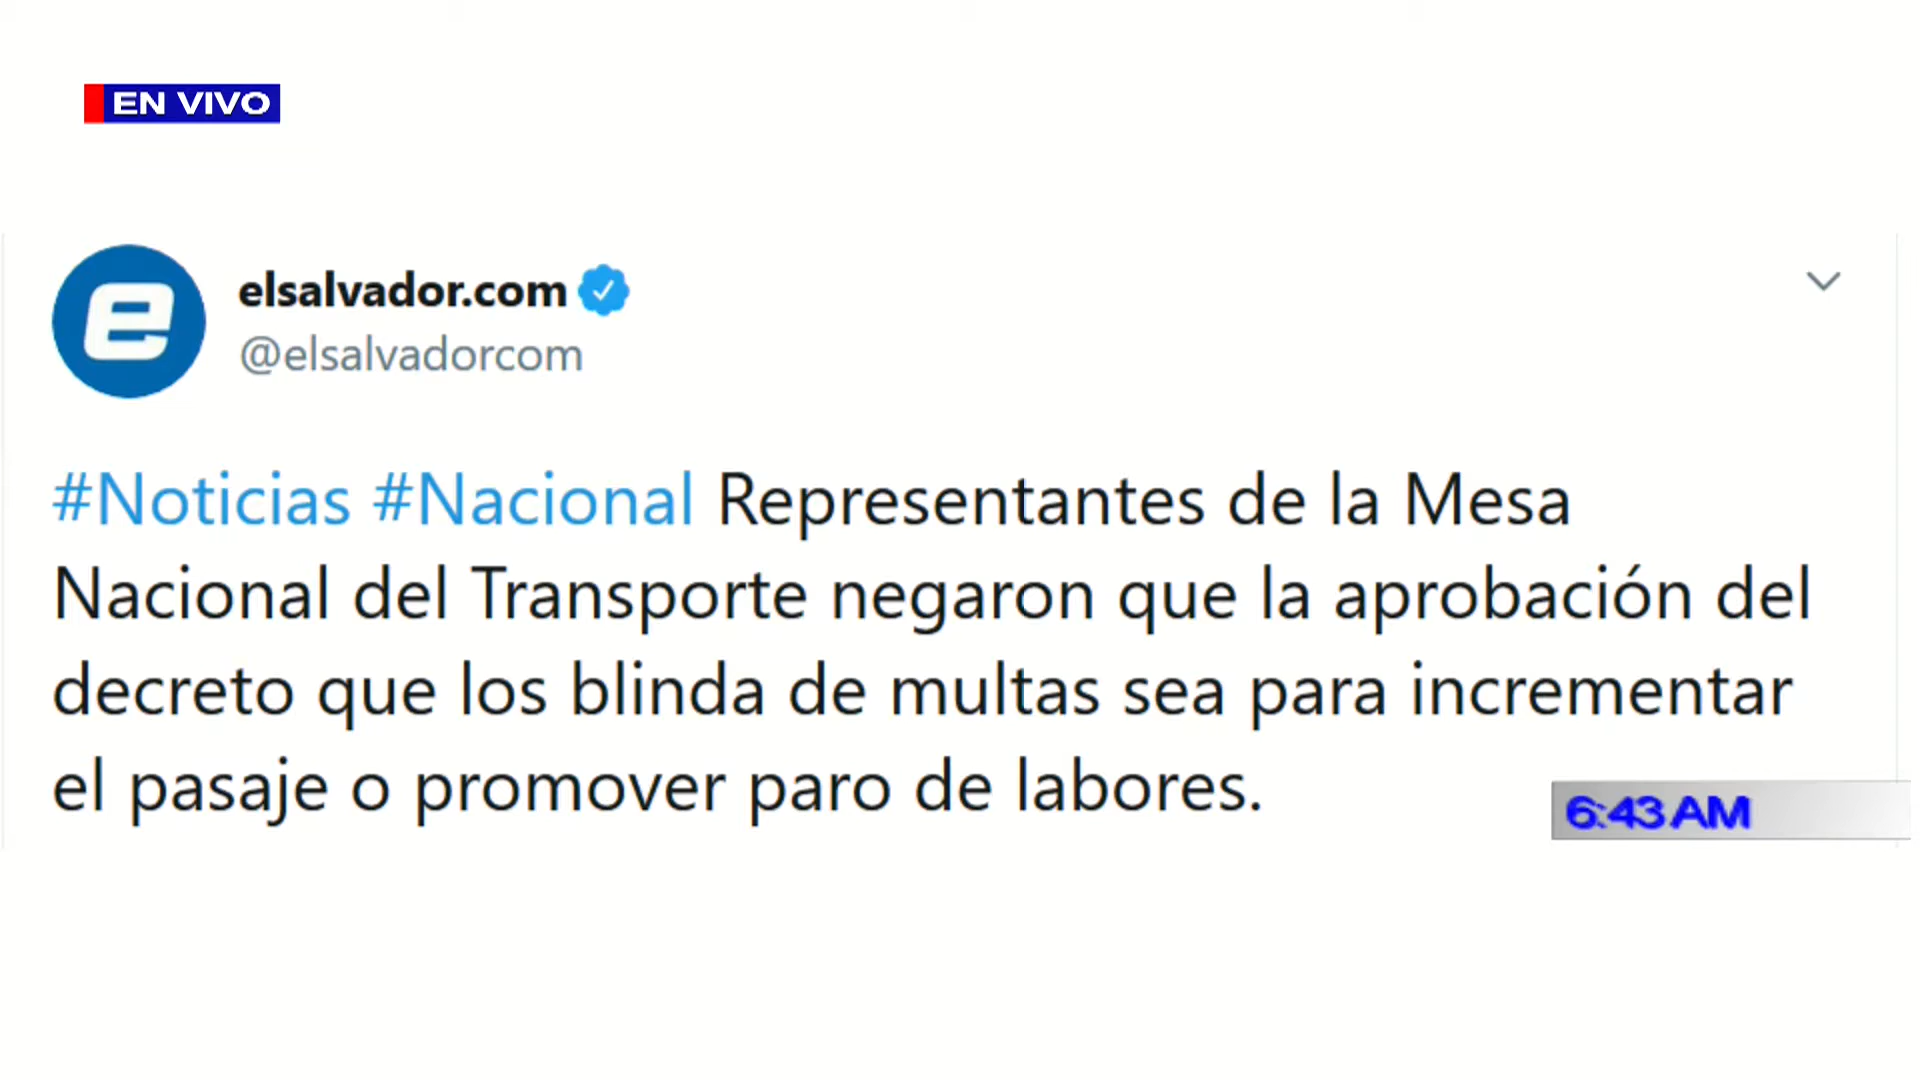 EN VIVO
elsalvador.com
@elsalvadorcom
#Noticias #Nacional Representantes de la Mesa
Nacional del Transporte negaron que la aprobación del
decreto que los blinda de multas sea para incrementar
el pasaje o promover paro de labores.
6:43 AM